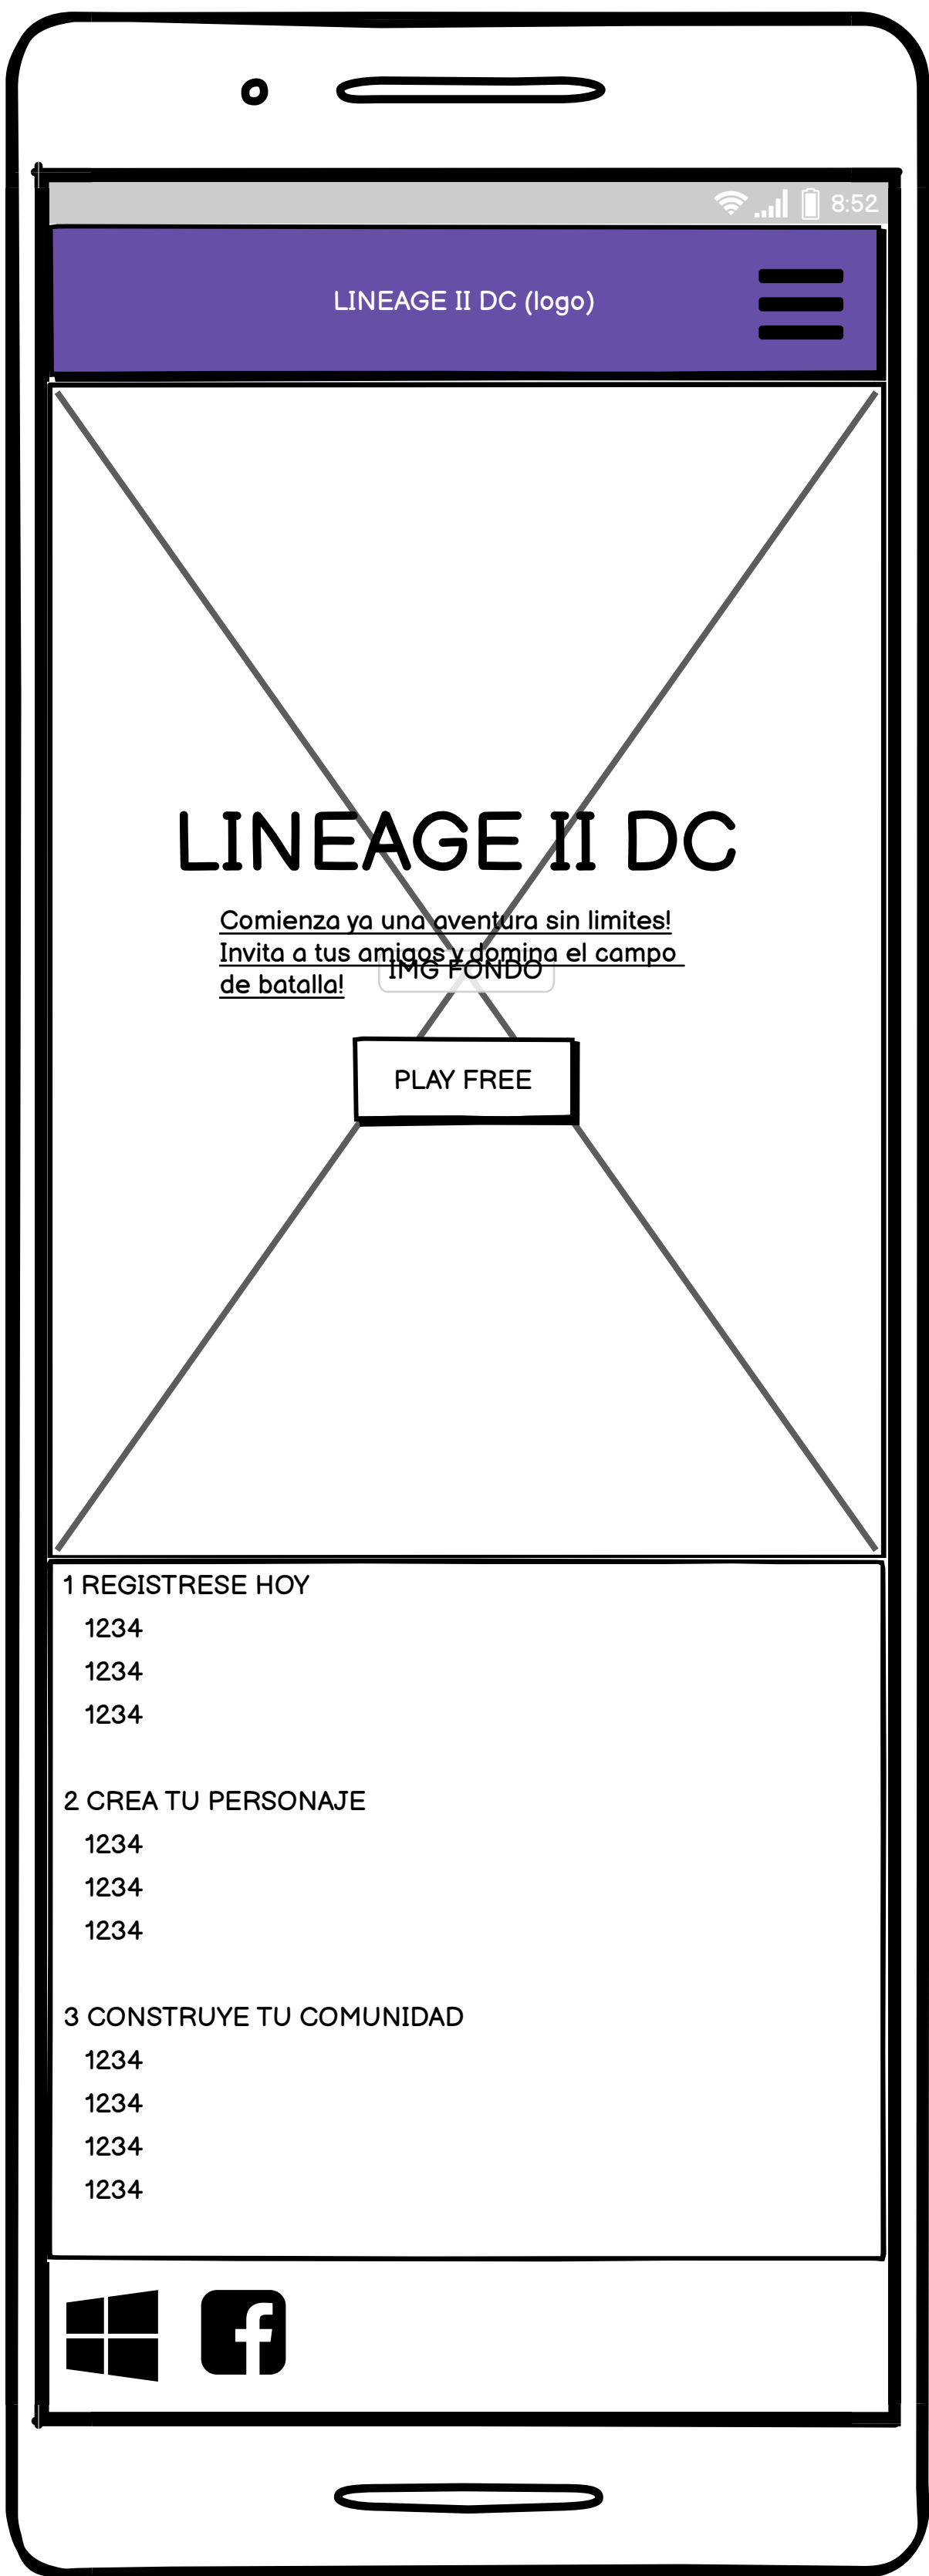 8:52
LINEAGE II DC (logo)
LINEAGE II DC
Comienza ya una aventura sin limites!
Invita a tus amigos y domina el campo
de batalla!
IMG FONDO
PLAY FREE
1 REGISTRESE HOY
1234
1234
1234
2 CREA TU PERSONAJE
1234
1234
1234
3 CONSTRUYE TU COMUNIDAD
1234
1234
1234
1234